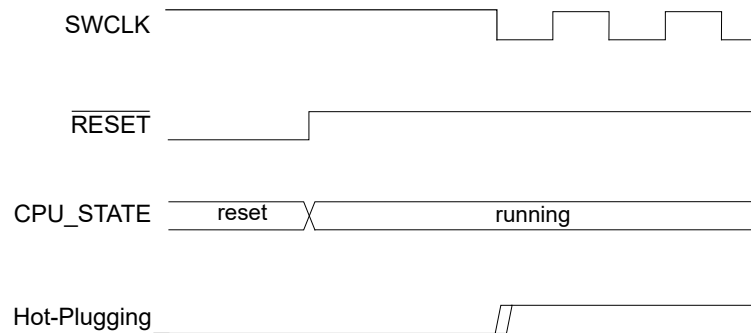 SWCLK
RESET
CPU_STATE reset running
Hot-Plugging